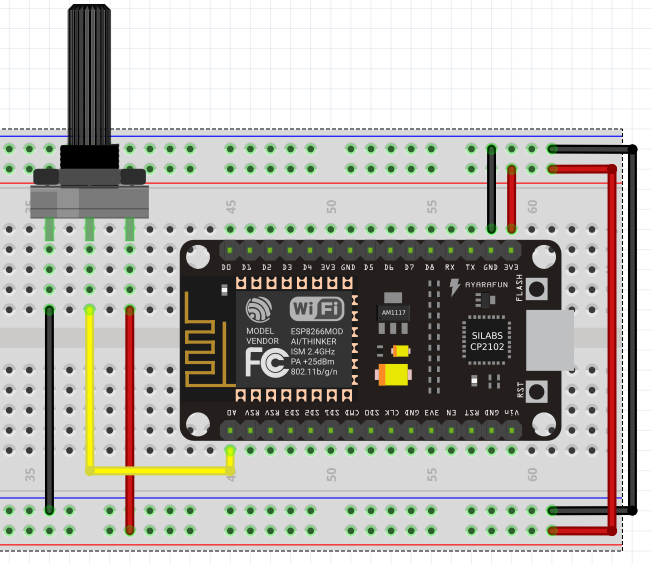 45 50 55 60
D0 D1 D2 D3 D4 3V3 GND D5 D6 D7 D8 RX TX GND 3V3
FLASH
AYARAFUN
Wi Fi
MODEL
VENDOR
FC
ESP8266MOD
AI/THINKER
ISM 2.4GHz
PA +25dBm
802.11b/g/n
AM1117
SILABS
CP2102
RST
A0 RSV RSV SD3 SD2 SD1 CMD SD0 CLK GND 3V3 EN RST GND Vin
35 45 50 55 60